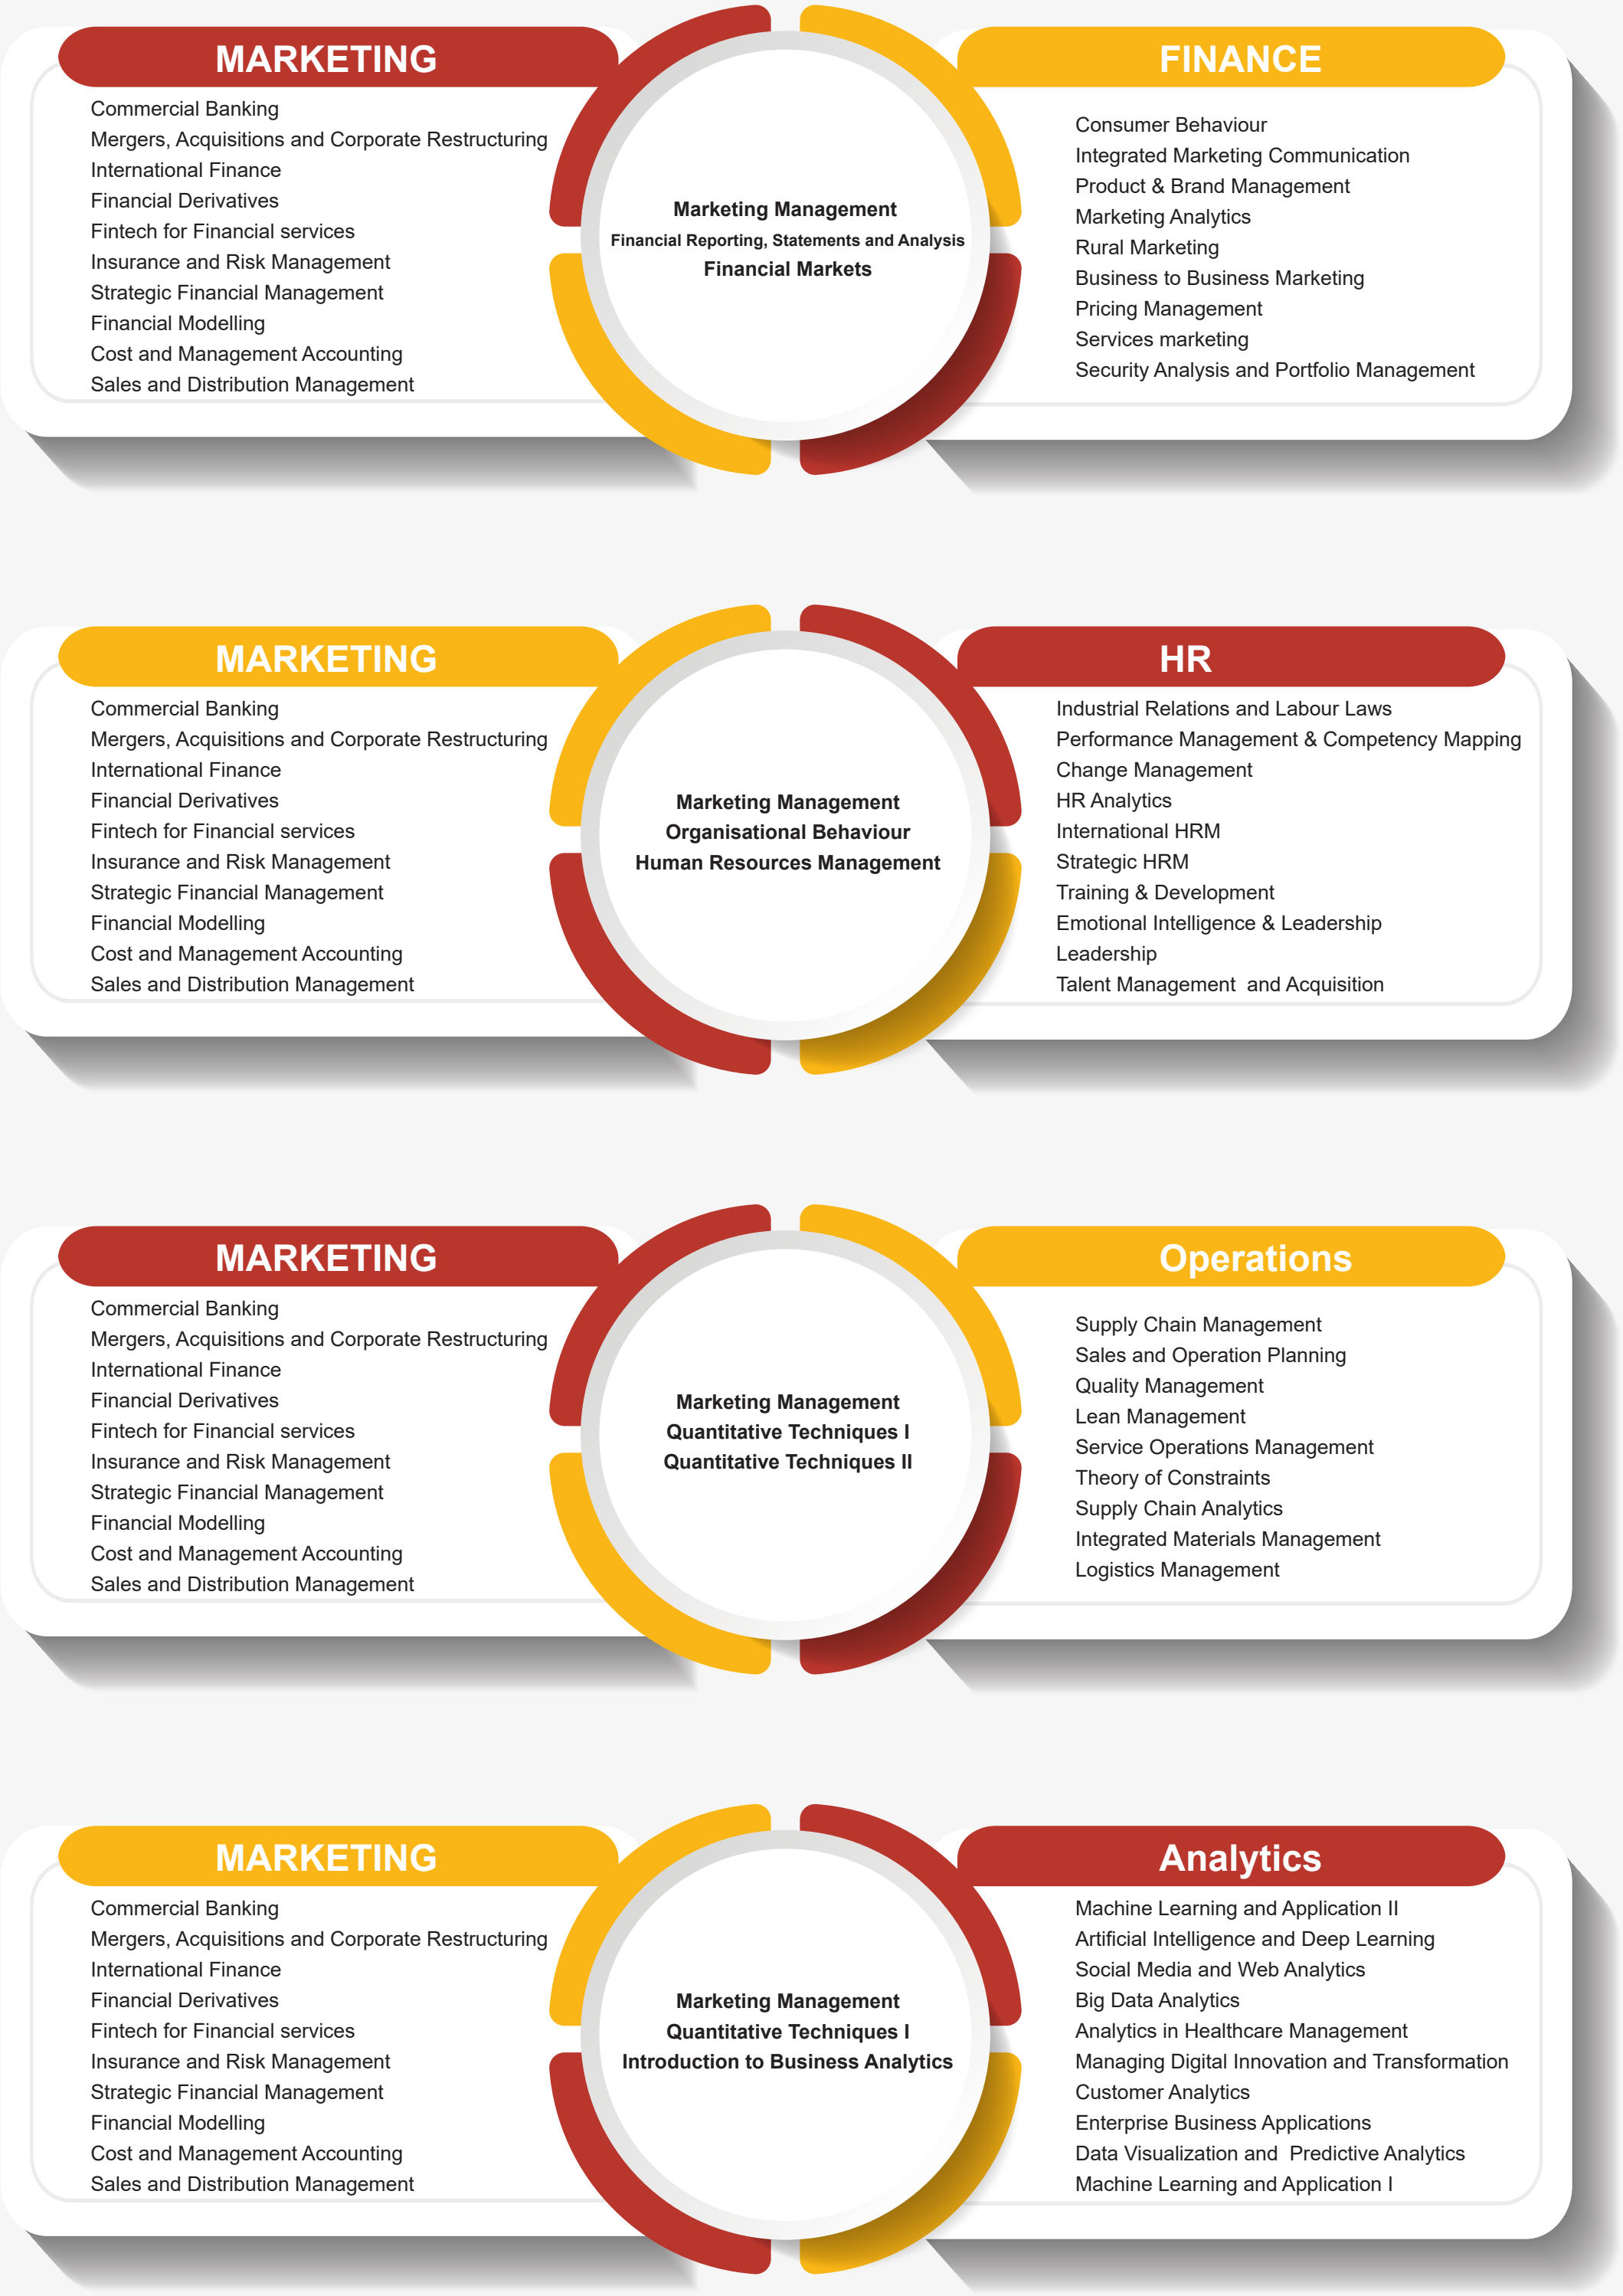 MARKETING
Commercial Banking
Mergers, Acquisitions and Corporate Restructuring
International Finance
Financial Derivatives
Fintech for Financial services
Insurance and Risk Management
Strategic Financial Management
Financial Modelling
Cost and Management Accounting
Sales and Distribution Management
Marketing Management
Financial Reporting, Statements and Analysis
Financial Markets
FINANCE
Consumer Behaviour
Integrated Marketing Communication
Product & Brand Management
Marketing Analytics
Rural Marketing
Business to Business Marketing
Pricing Management
Services marketing
Security Analysis and Portfolio Management
MARKETING
Commercial Banking
Mergers, Acquisitions and Corporate Restructuring
International Finance
Financial Derivatives
Fintech for Financial services
Insurance and Risk Management
Strategic Financial Management
Financial Modelling
Cost and Management Accounting
Sales and Distribution Management
Marketing Management
Organisational Behaviour
Human Resources Management
HR
Industrial Relations and Labour Laws
Performance Management & Competency Mapping
Change Management
HR Analytics
International HRM
Strategic HRM
Training & Development
Emotional Intelligence & Leadership
Leadership
Talent Management  and Acquisition
MARKETING
Commercial Banking
Mergers, Acquisitions and Corporate Restructuring
International Finance
Financial Derivatives
Fintech for Financial services
Insurance and Risk Management
Strategic Financial Management
Financial Modelling
Cost and Management Accounting
Sales and Distribution Management
Marketing Management
Quantitative Techniques I
Quantitative Techniques II
Operations
Supply Chain Management
Sales and Operation Planning
Quality Management
Lean Management
Service Operations Management
Theory of Constraints
Supply Chain Analytics
Integrated Materials Management
Logistics Management
MARKETING
Commercial Banking
Mergers, Acquisitions and Corporate Restructuring
International Finance
Financial Derivatives
Fintech for Financial services
Insurance and Risk Management
Strategic Financial Management
Financial Modelling
Cost and Management Accounting
Sales and Distribution Management
Marketing Management
Quantitative Techniques I
Introduction to Business Analytics
Analytics
Machine Learning and Application II
Artificial Intelligence and Deep Learning
Social Media and Web Analytics
Big Data Analytics
Analytics in Healthcare Management
Managing Digital Innovation and Transformation
Customer Analytics
Enterprise Business Applications
Data Visualization and  Predictive Analytics
Machine Learning and Application I